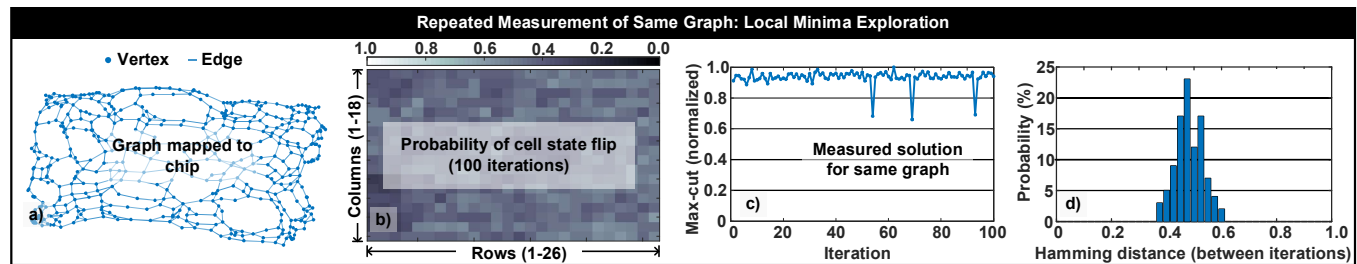 Repeated Measurement of Same Graph: Local Minima Exploration
Vertex
Edge
Graph mapped to
chip
a)
1.0 0.8 0.6 0.4 0.2 0.0
Columns (1-18)
Probability of cell state flip
(100 iterations)
b)
Rows (1-26)
Max-cut (normalized)
1.0
0.8
0.6
0.4
0.2
0
Measured solution
for same graph
c)
0 20 40 60 80 100
Iteration
Probability (%)
25
20
15
10
5
0
d)
0.0 0.2 0.4 0.6 0.8 1.0
Hamming distance (between iterations)